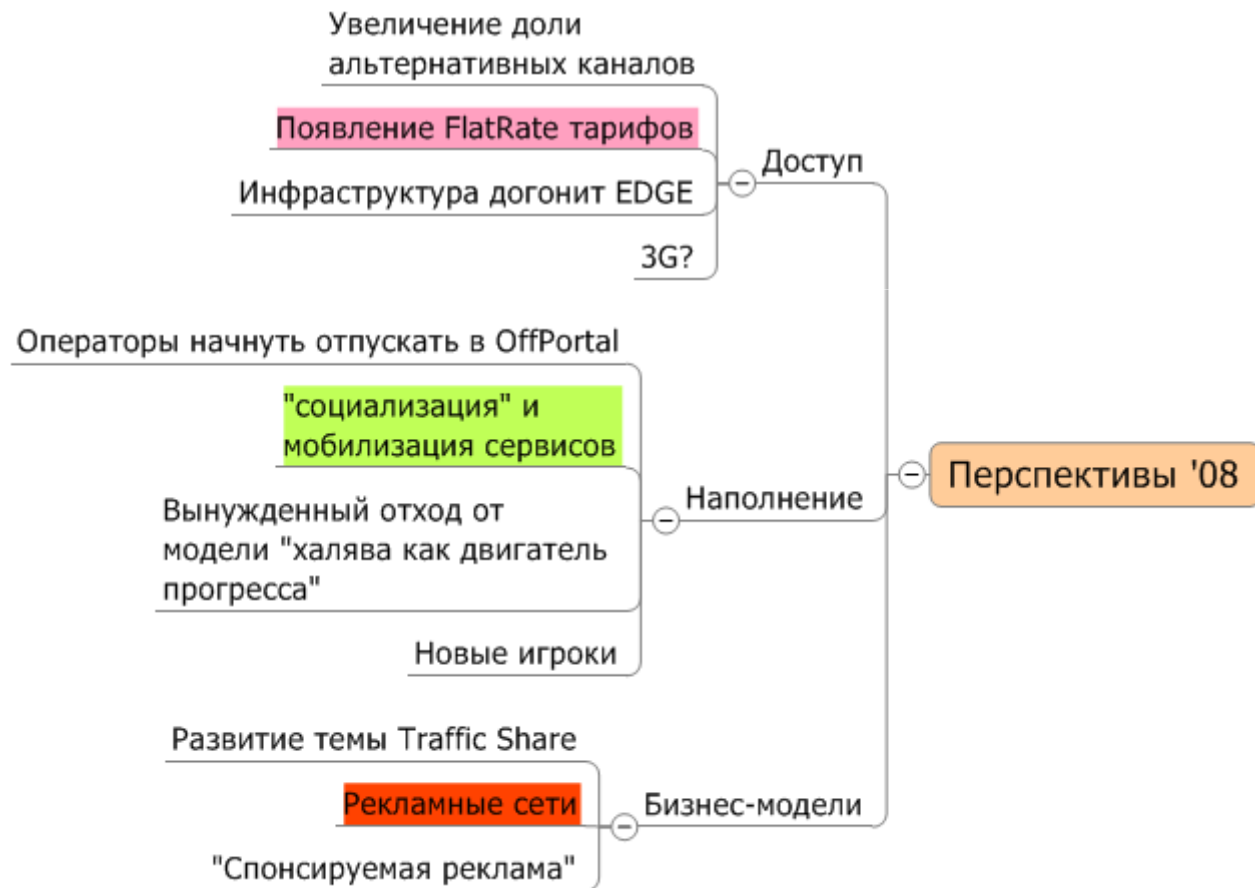 Увеличение доли
альтернативных каналов
Появление FlatRate тарифов
Доступ
Инфраструктура догонит EDGE
3G?
Операторы начнуть отпускать в OffPortal
"социализация" и
мобилизация сервисов
Перспективы '08
Наполнение
Вынужденный отход от
модели "халява как двигатель
прогресса"
Новые игроки
Развитие темы Traffic Share
Рекламные сети
Бизнес-модели
"Спонсируемая реклама"